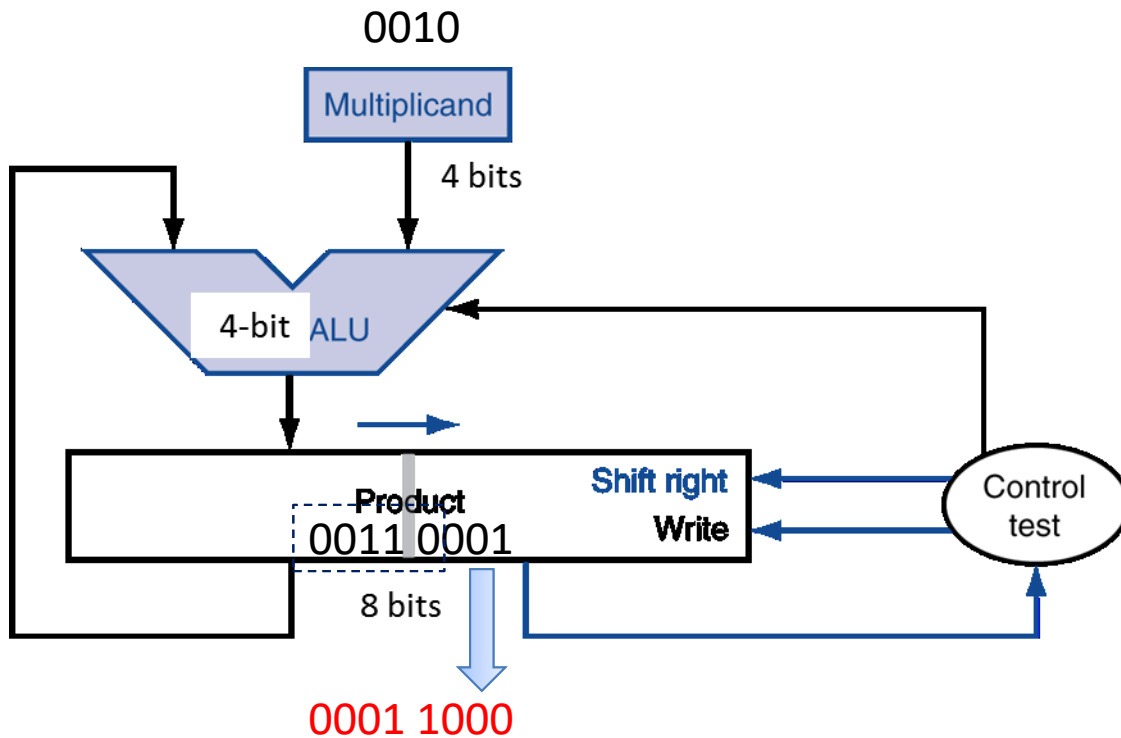 0010
Multiplicand
4 bits
4-bit ALU
Product
Shift right
Write
0011 0001
Control
test
8 bits
0001 1000